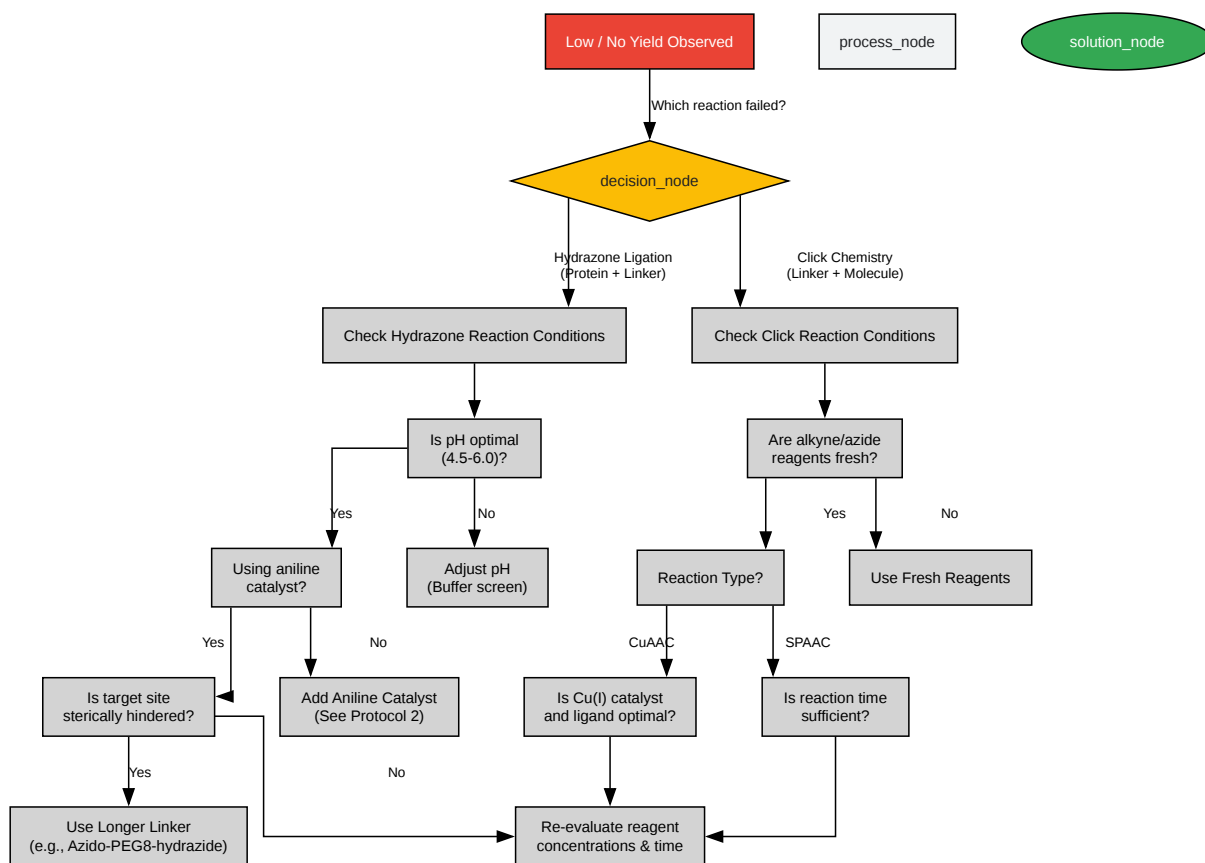 Low / No Yield Observed
process_node
solution_node
Which reaction failed?
decision_node
Hydrazone Ligation
(Protein + Linker)
Click Chemistry
(Linker + Molecule)
Check Hydrazone Reaction Conditions
Check Click Reaction Conditions
Is pH optimal
(4.5-6.0)?
Are alkyne/azide
reagents fresh?
Yes
No
Yes
No
Using aniline
catalyst?
Adjust pH
(Buffer screen)
Reaction Type?
Use Fresh Reagents
Yes
No
CuAAC
SPAAC
Is target site
sterically hindered?
Add Aniline Catalyst
(See Protocol 2)
Is Cu(I) catalyst
and ligand optimal?
Is reaction time
sufficient?
Yes
No
Use Longer Linker
(e.g., Azido-PEG8-hydrazide)
Re-evaluate reagent
concentrations & time